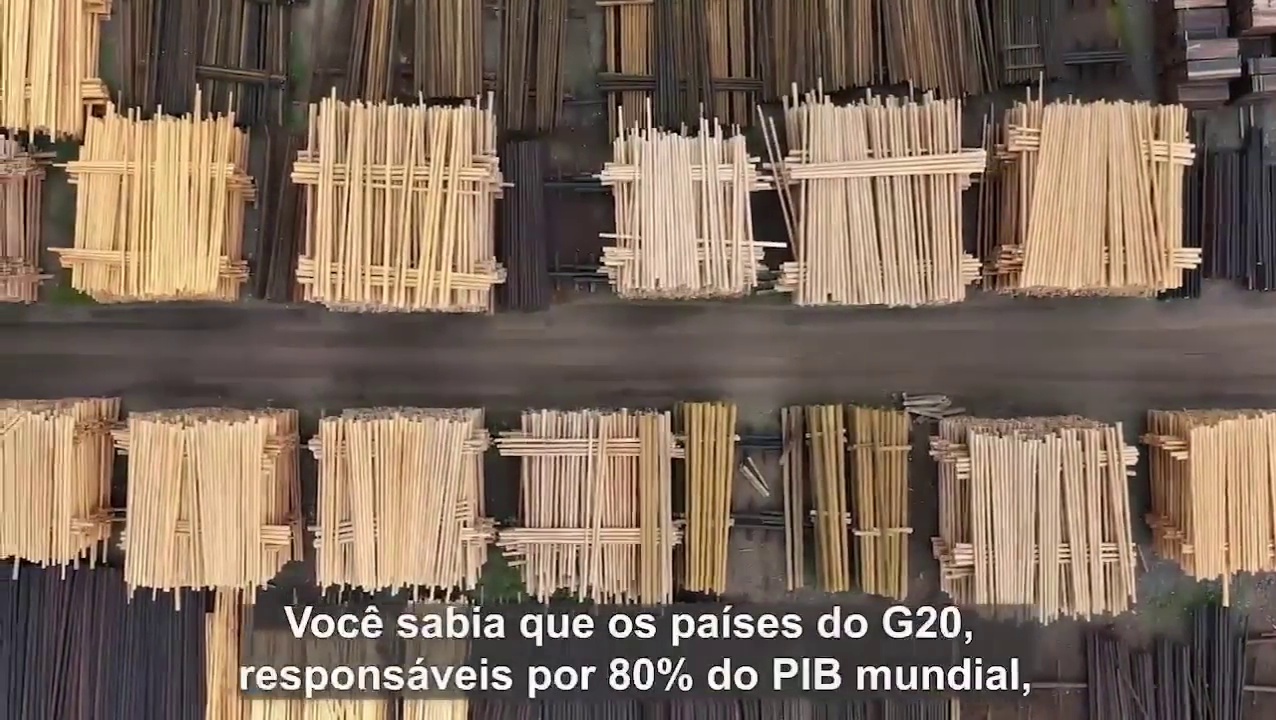 Você sabia que os países do G20,
responsáveis por 80% do PIB mundial,